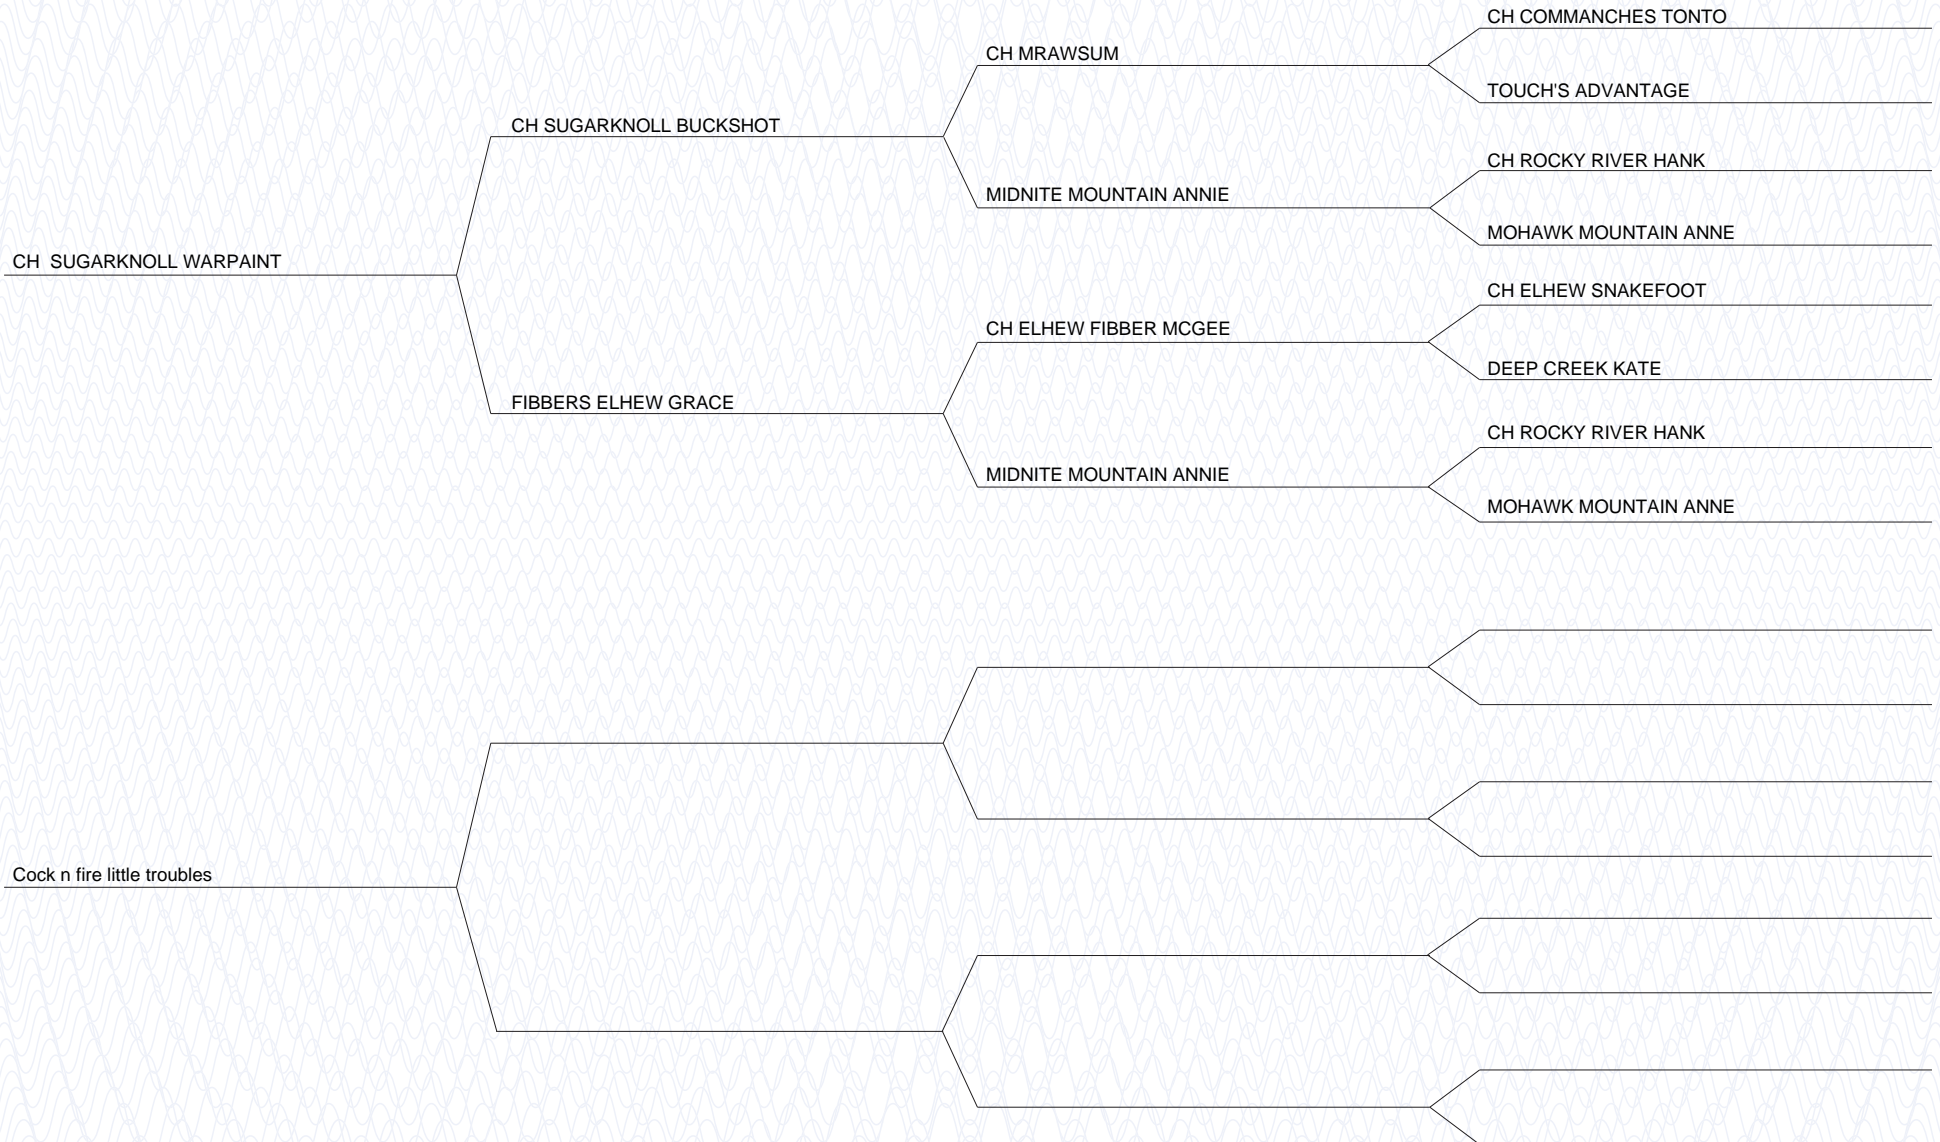 CH COMMANCHES TONTO
CH MRAWSUM
TOUCH'S ADVANTAGE
CH SUGARKNOLL BUCKSHOT
CH ROCKY RIVER HANK
MIDNITE MOUNTAIN ANNIE
MOHAWK MOUNTAIN ANNE
CH  SUGARKNOLL WARPAINT
CH ELHEW SNAKEFOOT
CH ELHEW FIBBER MCGEE
DEEP CREEK KATE
FIBBERS ELHEW GRACE
CH ROCKY RIVER HANK
MIDNITE MOUNTAIN ANNIE
MOHAWK MOUNTAIN ANNE
Cock n fire little troubles